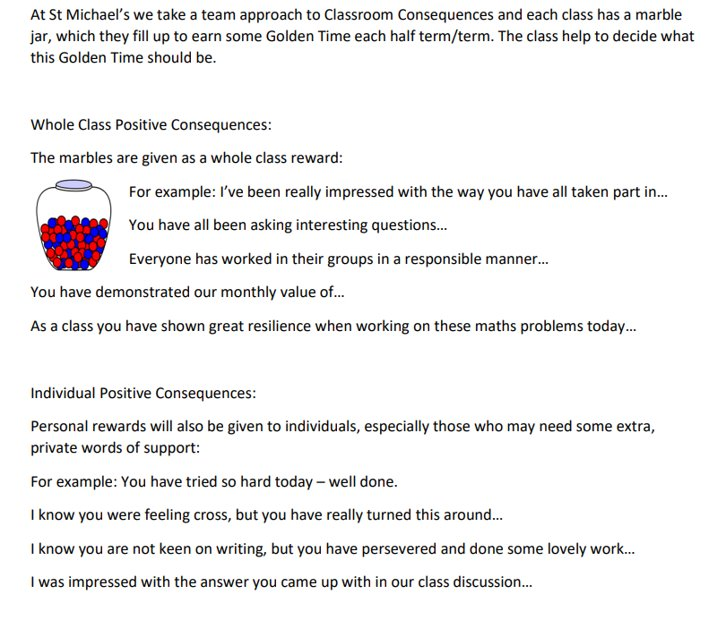 At St Michael’s we take a team approach to Classroom Consequences and each class has a marble
jar, which they fill up to earn some Golden Time each half term/term. The class help to decide what
this Golden Time should be.
Whole Class Positive Consequences:
The marbles are given as a whole class reward:
For example: I’ve been really impressed with the way you have all taken part in…
You have all been asking interesting questions…
Everyone has worked in their groups in a responsible manner…
You have demonstrated our monthly value of…
As a class you have shown great resilience when working on these maths problems today…
Individual Positive Consequences:
Personal rewards will also be given to individuals, especially those who may need some extra,
private words of support:
For example: You have tried so hard today – well done.
I know you were feeling cross, but you have really turned this around…
I know you are not keen on writing, but you have persevered and done some lovely work…
I was impressed with the answer you came up with in our class discussion…